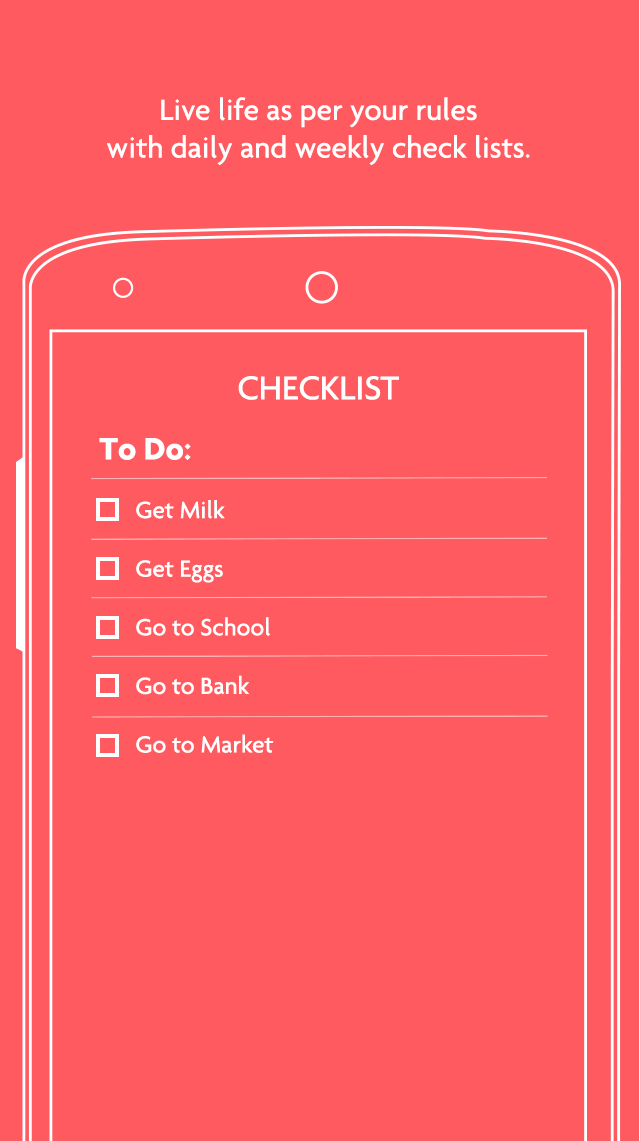 Live life as per your rules
with daily and weekly check lists.
CHECKLIST
To Do:
Get Milk
Get Eggs
Go to School
Go to Bank
Go to Market